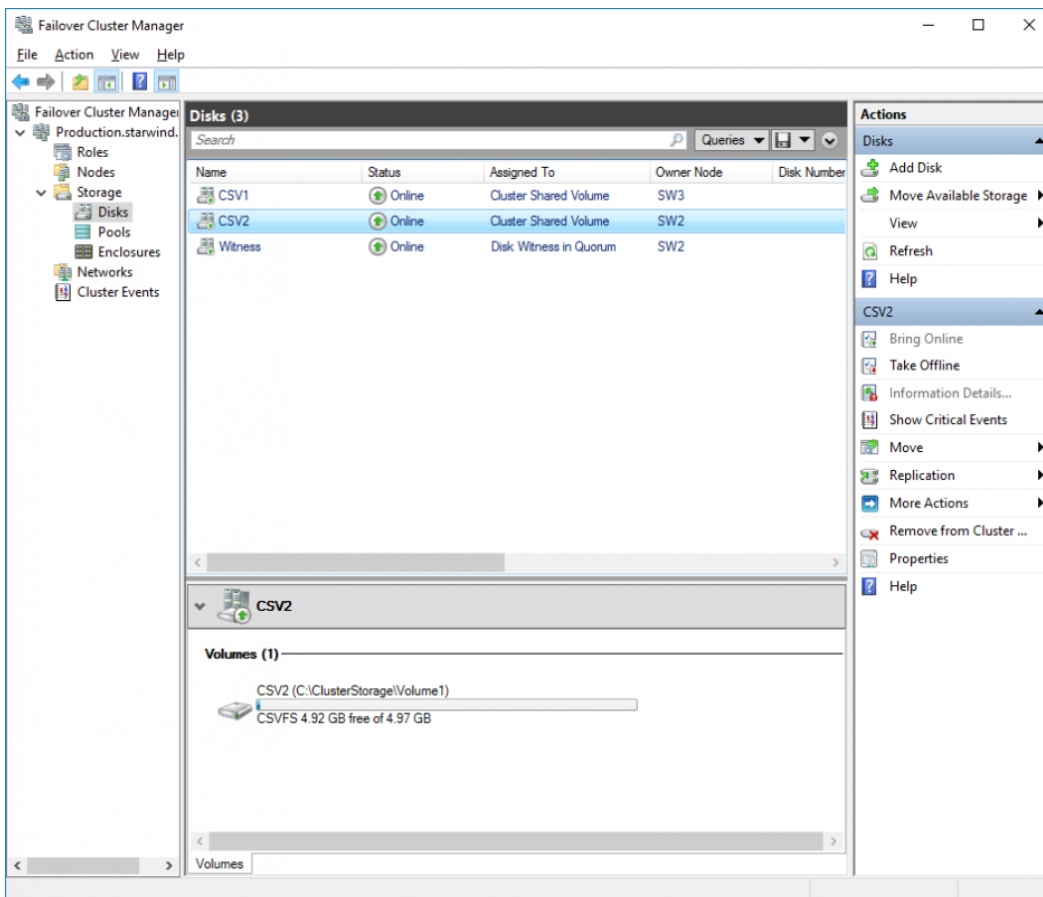 Failover Cluster Manager
File Action View Help
Failover Cluster Manager
Production.starwind.
Roles
Nodes
Storage
Disks
Pools
Enclosures
Networks
Cluster Events
Disks (3)
Search
Queries
Name Status Assigned To Owner Node Disk Number
CSV1 Online Cluster Shared Volume SW3
CSV2 Online Cluster Shared Volume SW2
Witness Online Disk Witness in Quorum SW2
CSV2
Volumes (1)
CSV2 (C:\ClusterStorage\Volume1)
CSVFS 4.92 GB free of 4.97 GB
Volumes
Actions
Disks
Add Disk
Move Available Storage
View
Refresh
Help
CSV2
Bring Online
Take Offline
Information Details...
Show Critical Events
Move
Replication
More Actions
Remove from Cluster ...
Properties
Help